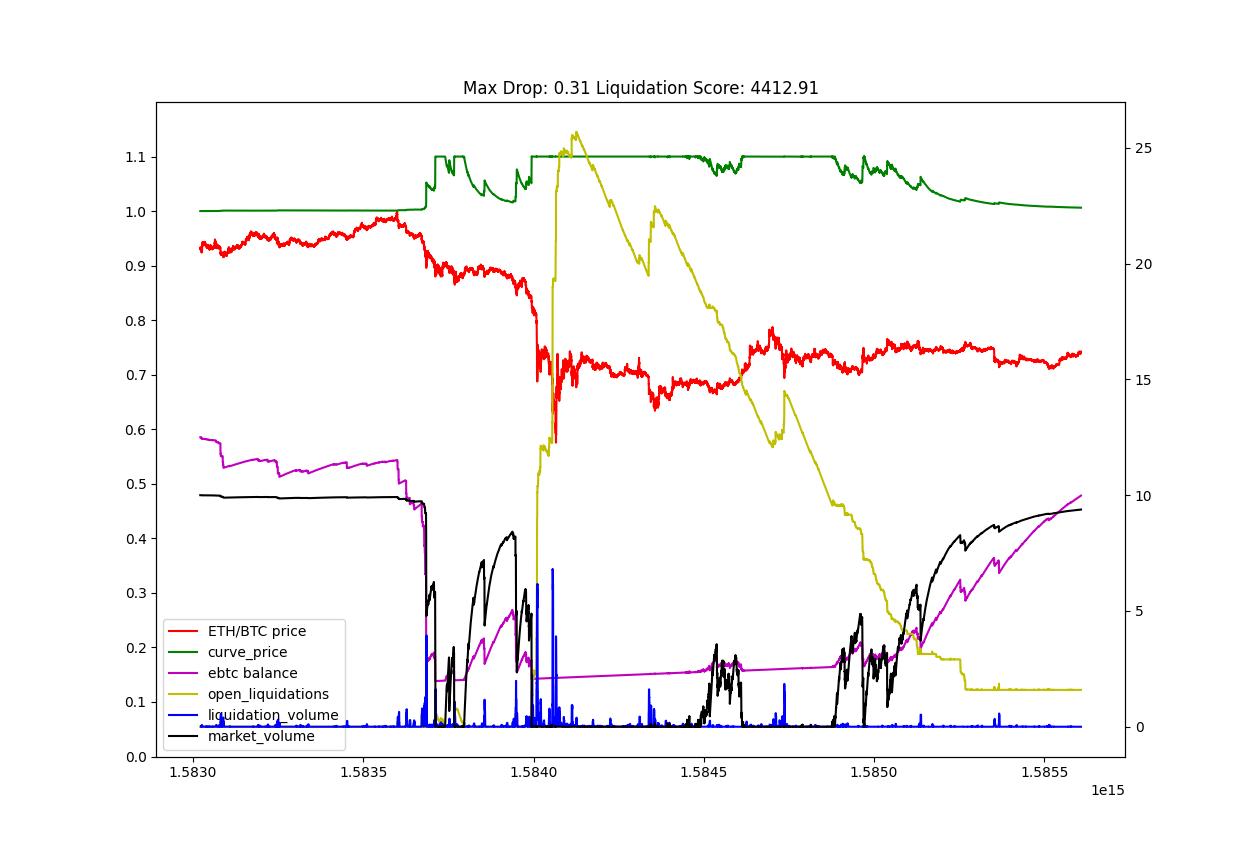 Max Drop: 0.31 Liquidation Score: 4412.91
1.1
1.0
0.9
0.8
0.7
0.6
0.5
0.4
0.3
0.2
0.1
0.0
25
20
15
10
5
0
ETH/BTC price
curve_price
ebtc balance
open_liquidations
liquidation_volume
market_volume
1.5830 1.5835 1.5840 1.5845 1.5850 1.5855
1e15